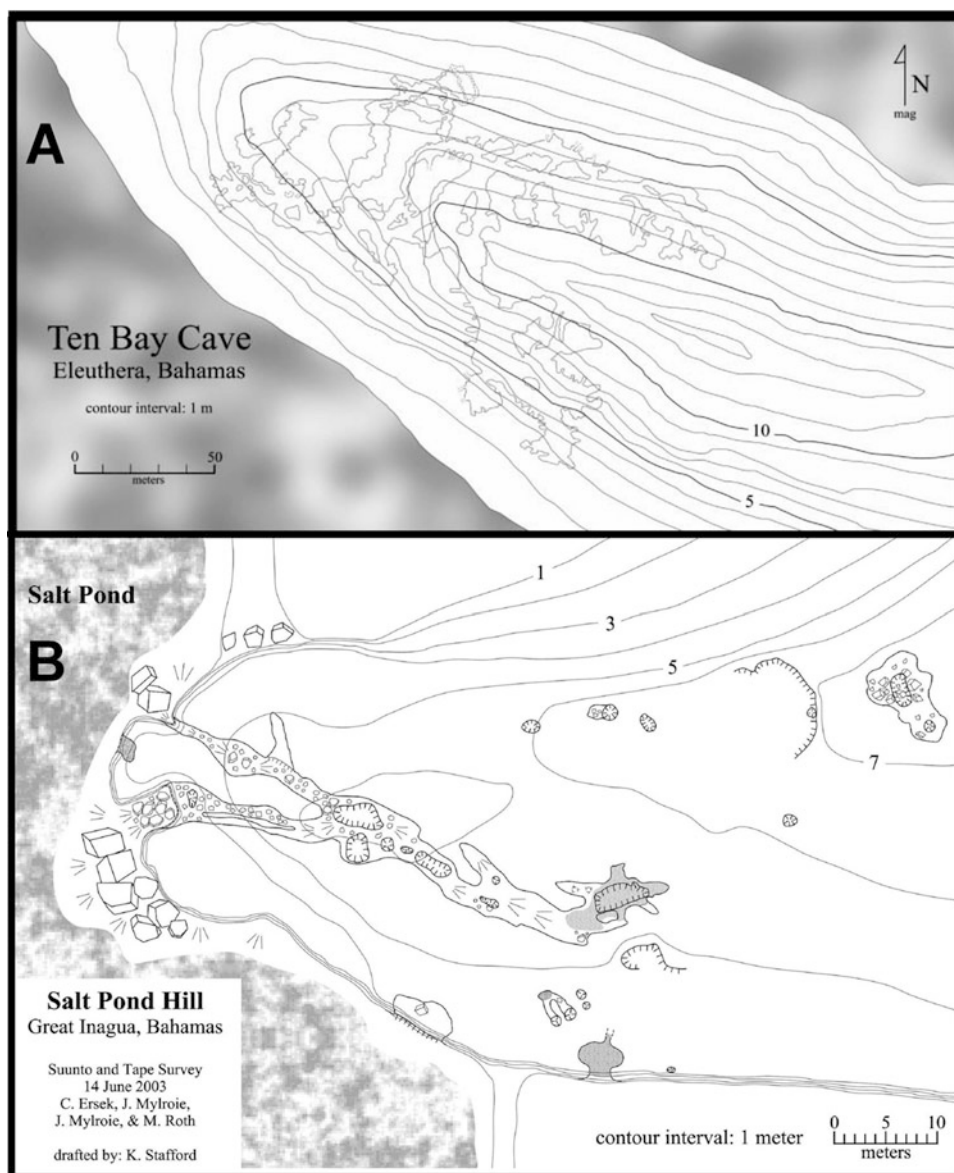 A
N
mag
Ten Bay Cave
Eleuthera, Bahamas
contour interval: 1 m
0 50
meters
10
5
Salt Pond
B
1
3
5
7
Salt Pond Hill
Great Inagua, Bahamas
Suunto and Tape Survey
14 June 2003
C. Ersek, J. Mylroie,
J. Mylroie, & M. Roth
drafted by: K. Stafford
contour interval: 1 meter
0 5 10
meters